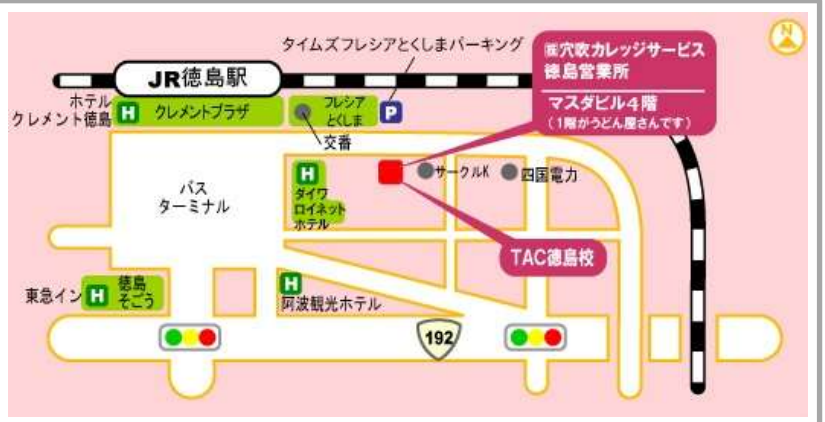 タイムズフレシアとくしまパーキング
N
㈱穴吹カレッジサービス
徳島営業所
マスダビル4階
(1階がうどん屋さんです)
JR徳島駅
ホテル
クレメント徳島
H
クレメントプラザ
フレシア
とくしま
P
交番
H
ダイワ
ロイネット
ホテル
サークルK
四国電力
バス
ターミナル
TAC徳島校
東急イン
H
徳島
そごう
H
阿波観光ホテル
192